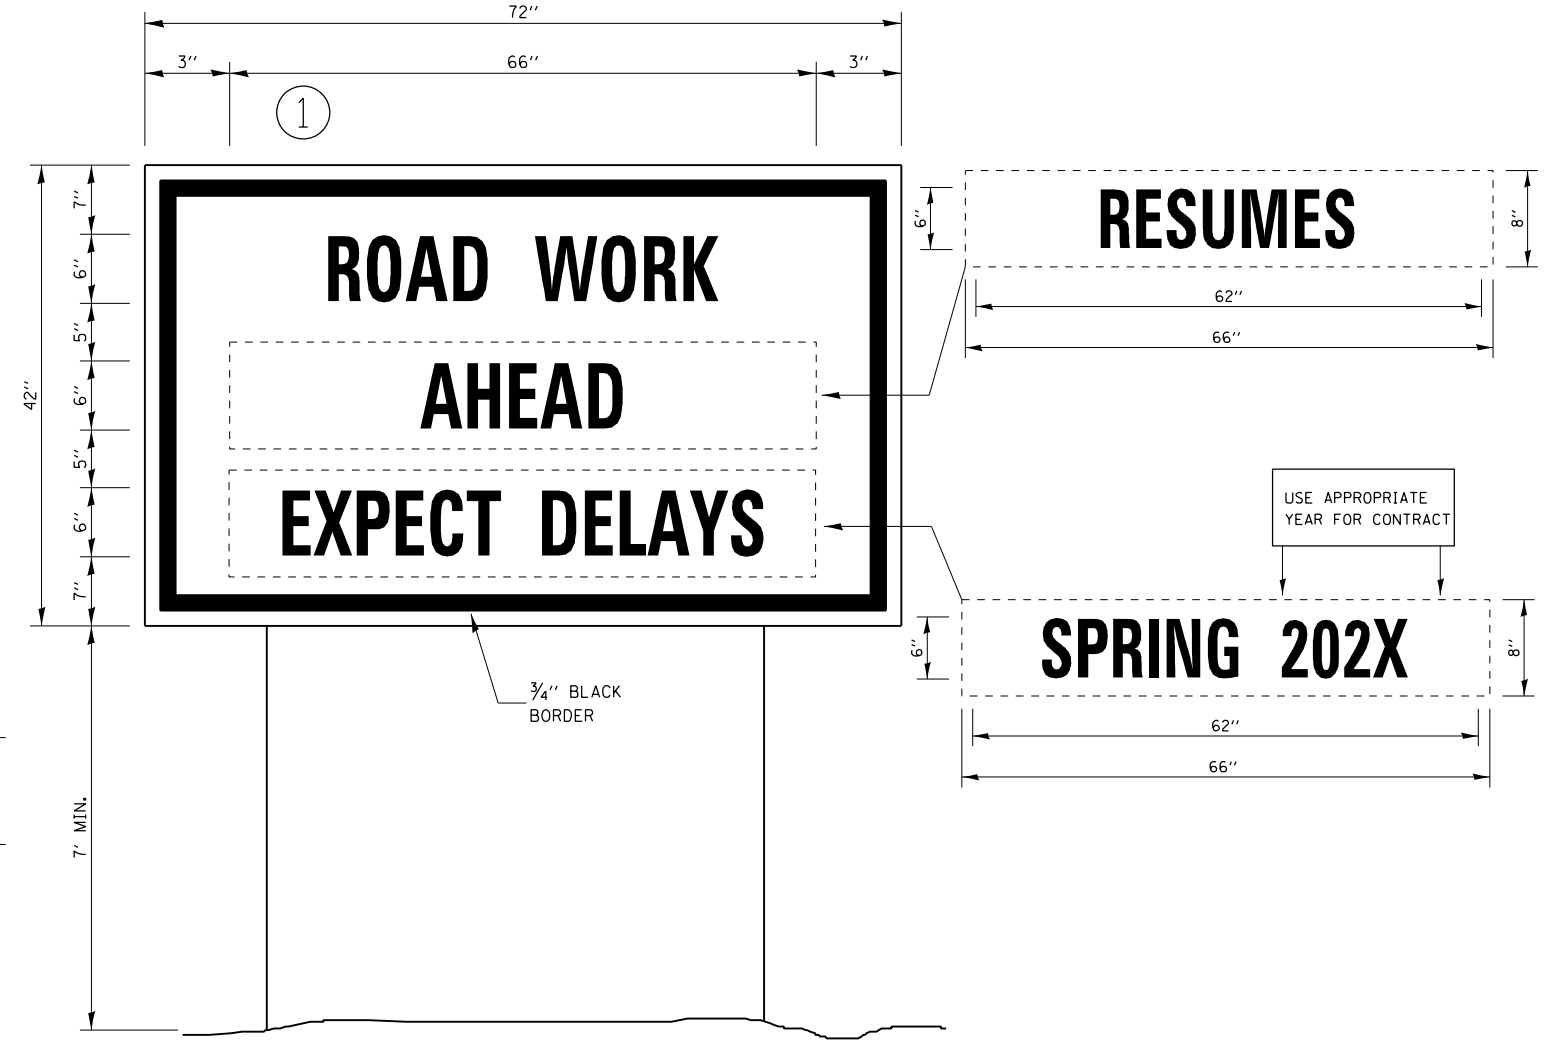 72''
3'' 66'' 3''
1
7''
6''
5''
6''
5''
6''
7''
42''
7' MIN.
ROAD WORK
AHEAD
EXPECT DELAYS
¾'' BLACK
BORDER
6''
RESUMES
8''
62''
66''
USE APPROPRIATE
YEAR FOR CONTRACT
6''
SPRING 202X
8''
62''
66''